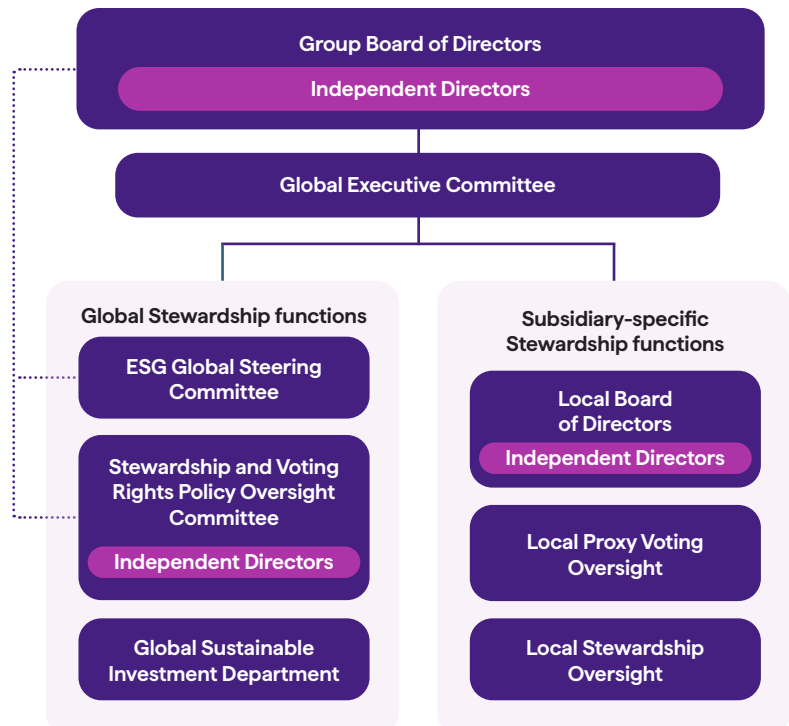 Group Board of Directors
Independent Directors
Global Executive Committee
Global Stewardship functions
ESG Global Steering
Committee
Stewardship and Voting
Rights Policy Oversight
Committee
Independent Directors
Global Sustainable
Investment Department
Subsidiary-specific
Stewardship functions
Local Board
of Directors
Independent Directors
Local Proxy Voting
Oversight
Local Stewardship
Oversight